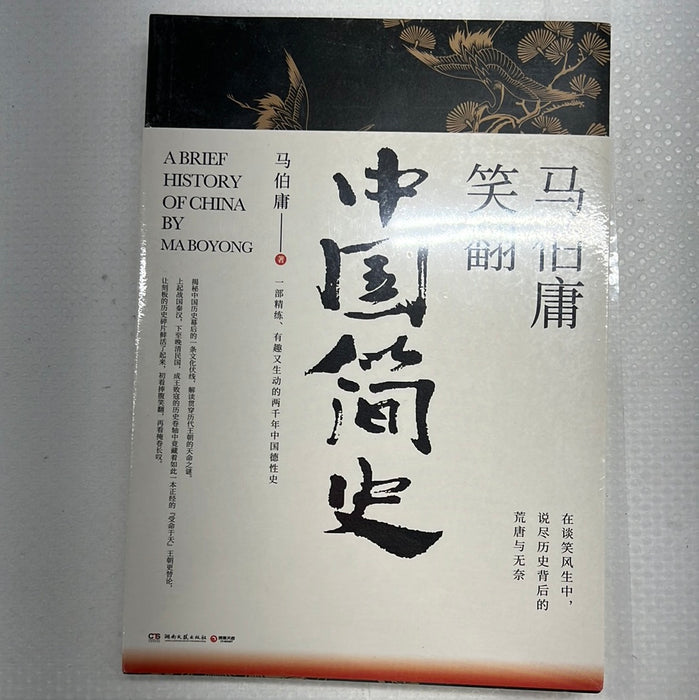 马伯庸
笑翻
中国简史
马伯庸
著
A BRIEF
HISTORY
OF CHINA
BY
MA BOYONG
一部精练、有趣又生动的两千年中国德性史
揭秘中国历史幕后的一条文化伏线，解读贯穿历代王朝的天命之谜。
上起战国秦汉，下至晚清民国，成王败寇的历史卷轴中竟藏着如此一本正经的“受命于天”王朝更替论，
让刻板的历史碎片鲜活了起来，初看捧腹笑翻，再看掩卷长叹。
在谈笑风生中，
说尽历史背后的
荒唐与无奈
CS 湖南文艺出版社
博集天卷